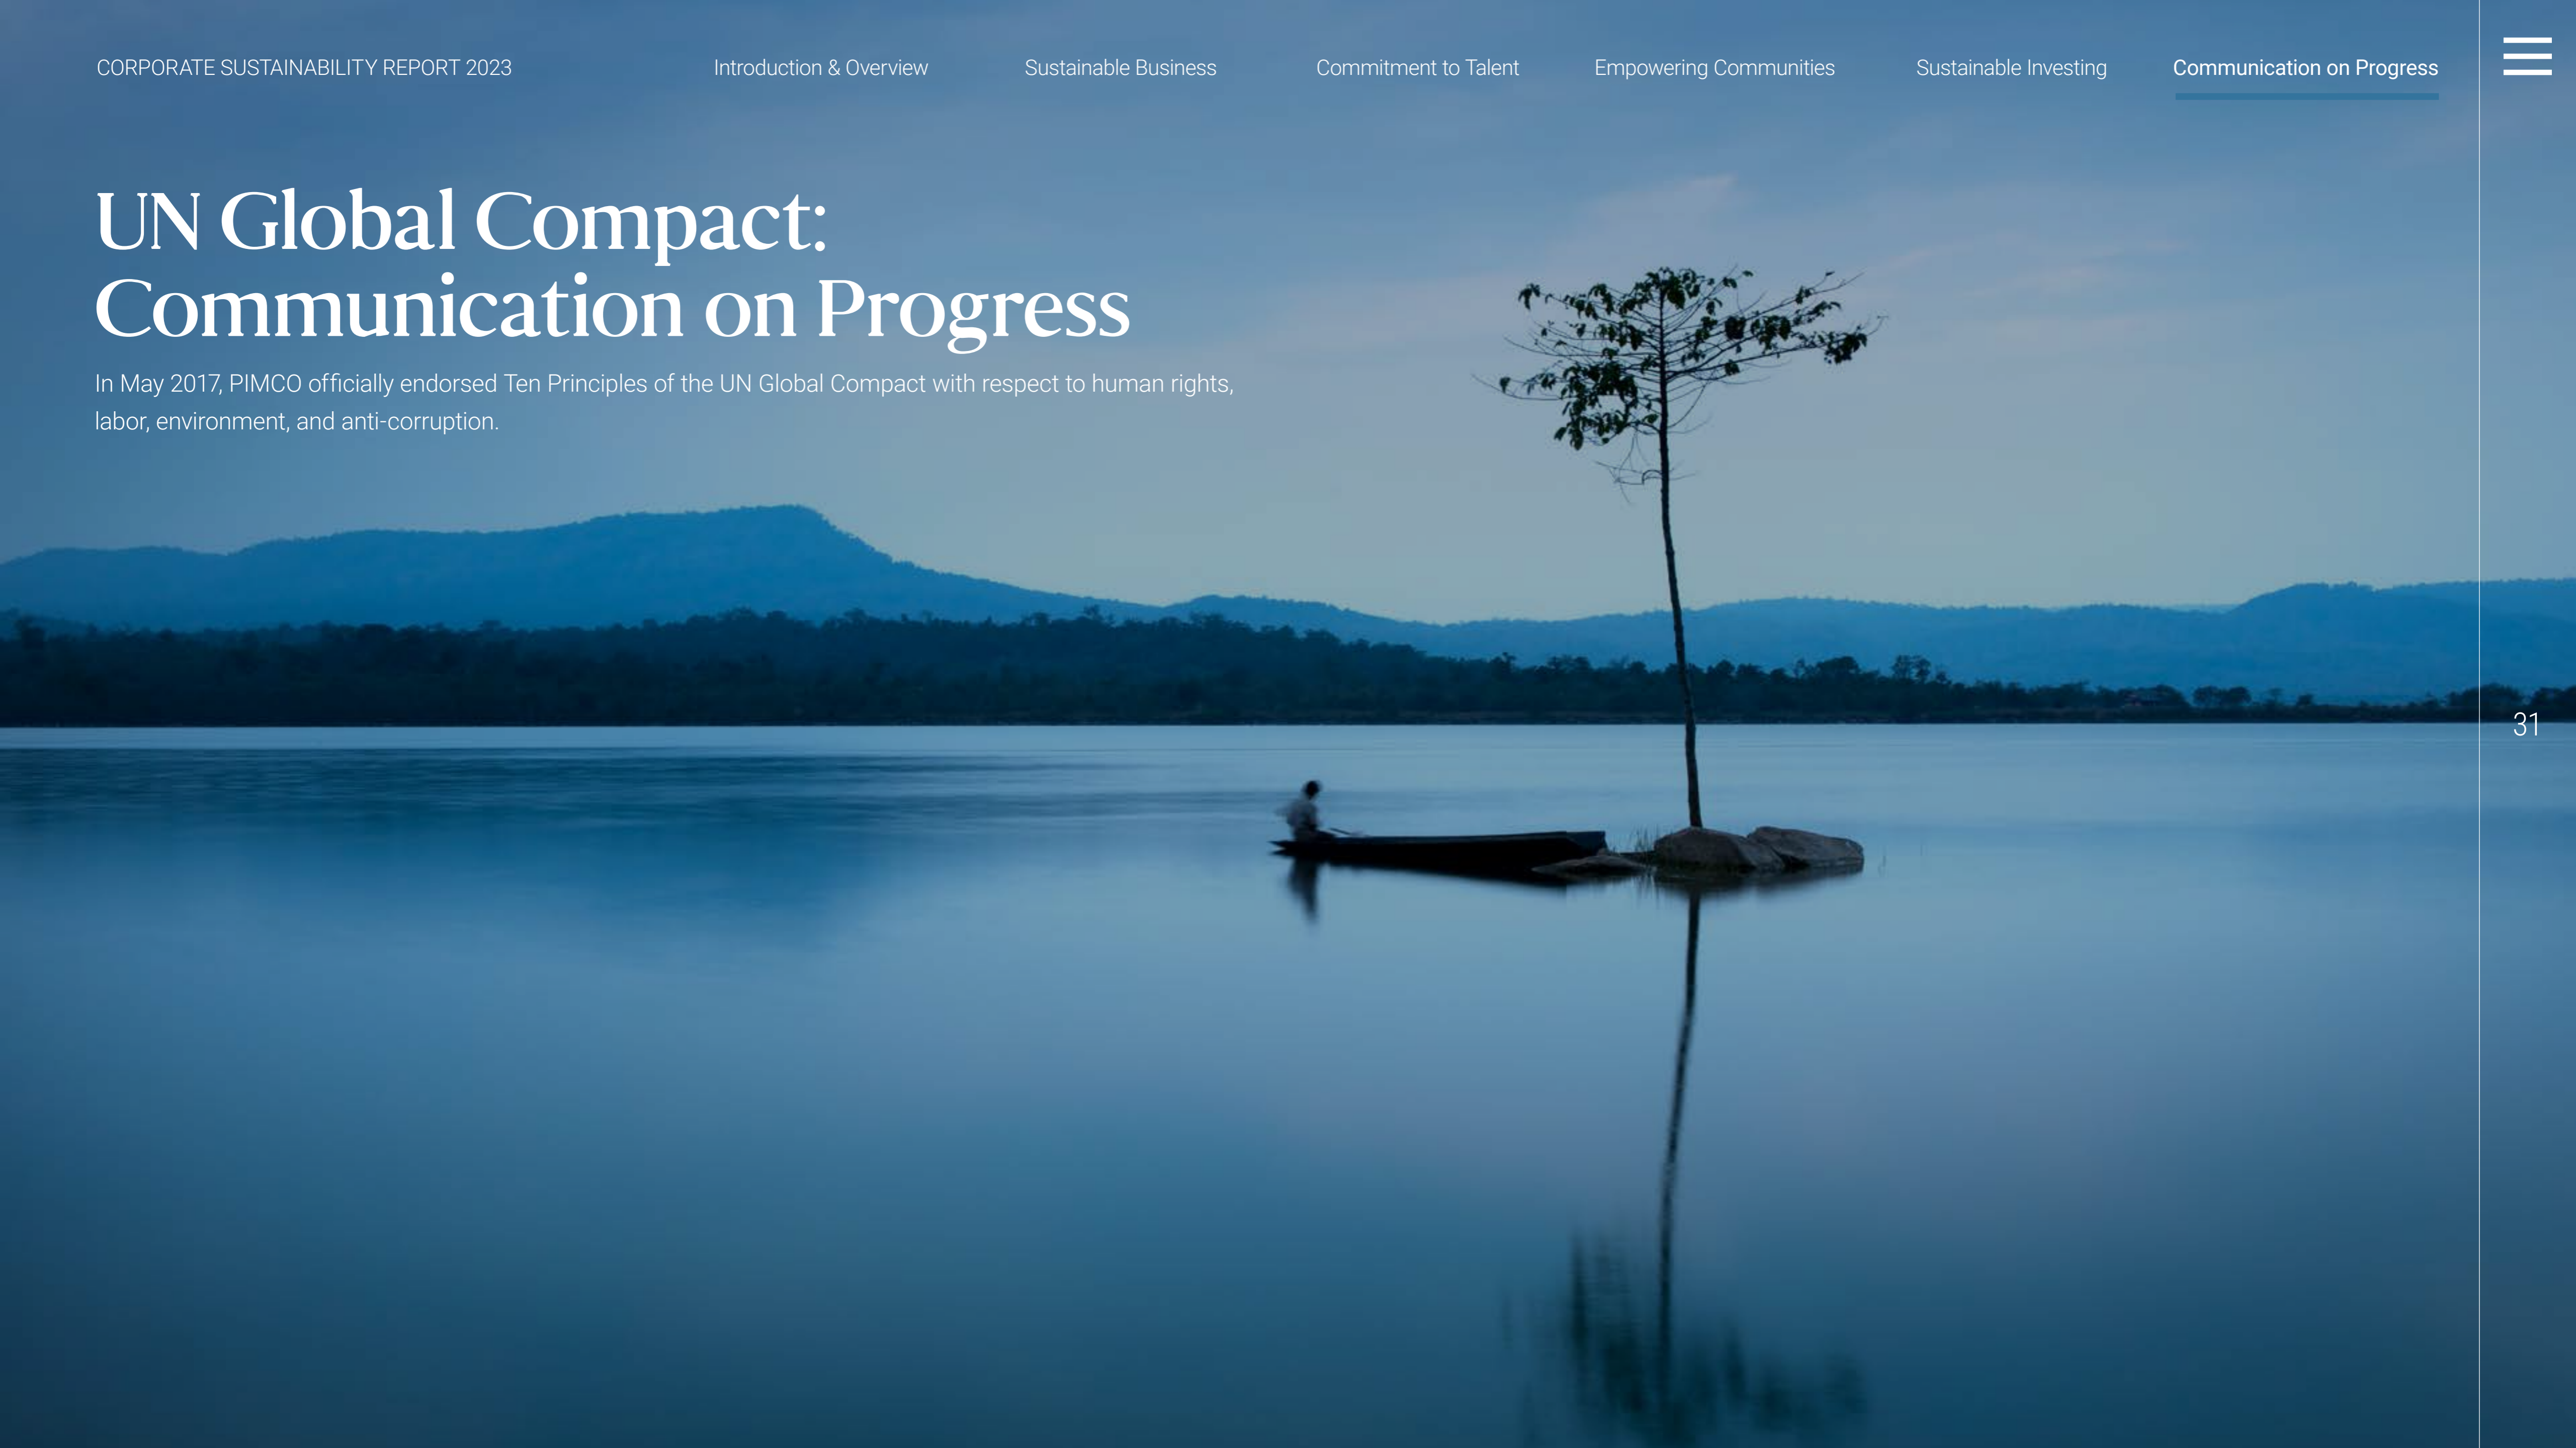 CORPORATE SUSTAINABILITY REPORT 2023
Introduction & Overview
Sustainable Business
Commitment to Talent
Empowering Communities
Sustainable Investing
Communication on Progress
UN Global Compact:
Communication on Progress
In May 2017, PIMCO officially endorsed Ten Principles of the UN Global Compact with respect to human rights,
labor, environment, and anti-corruption.
31